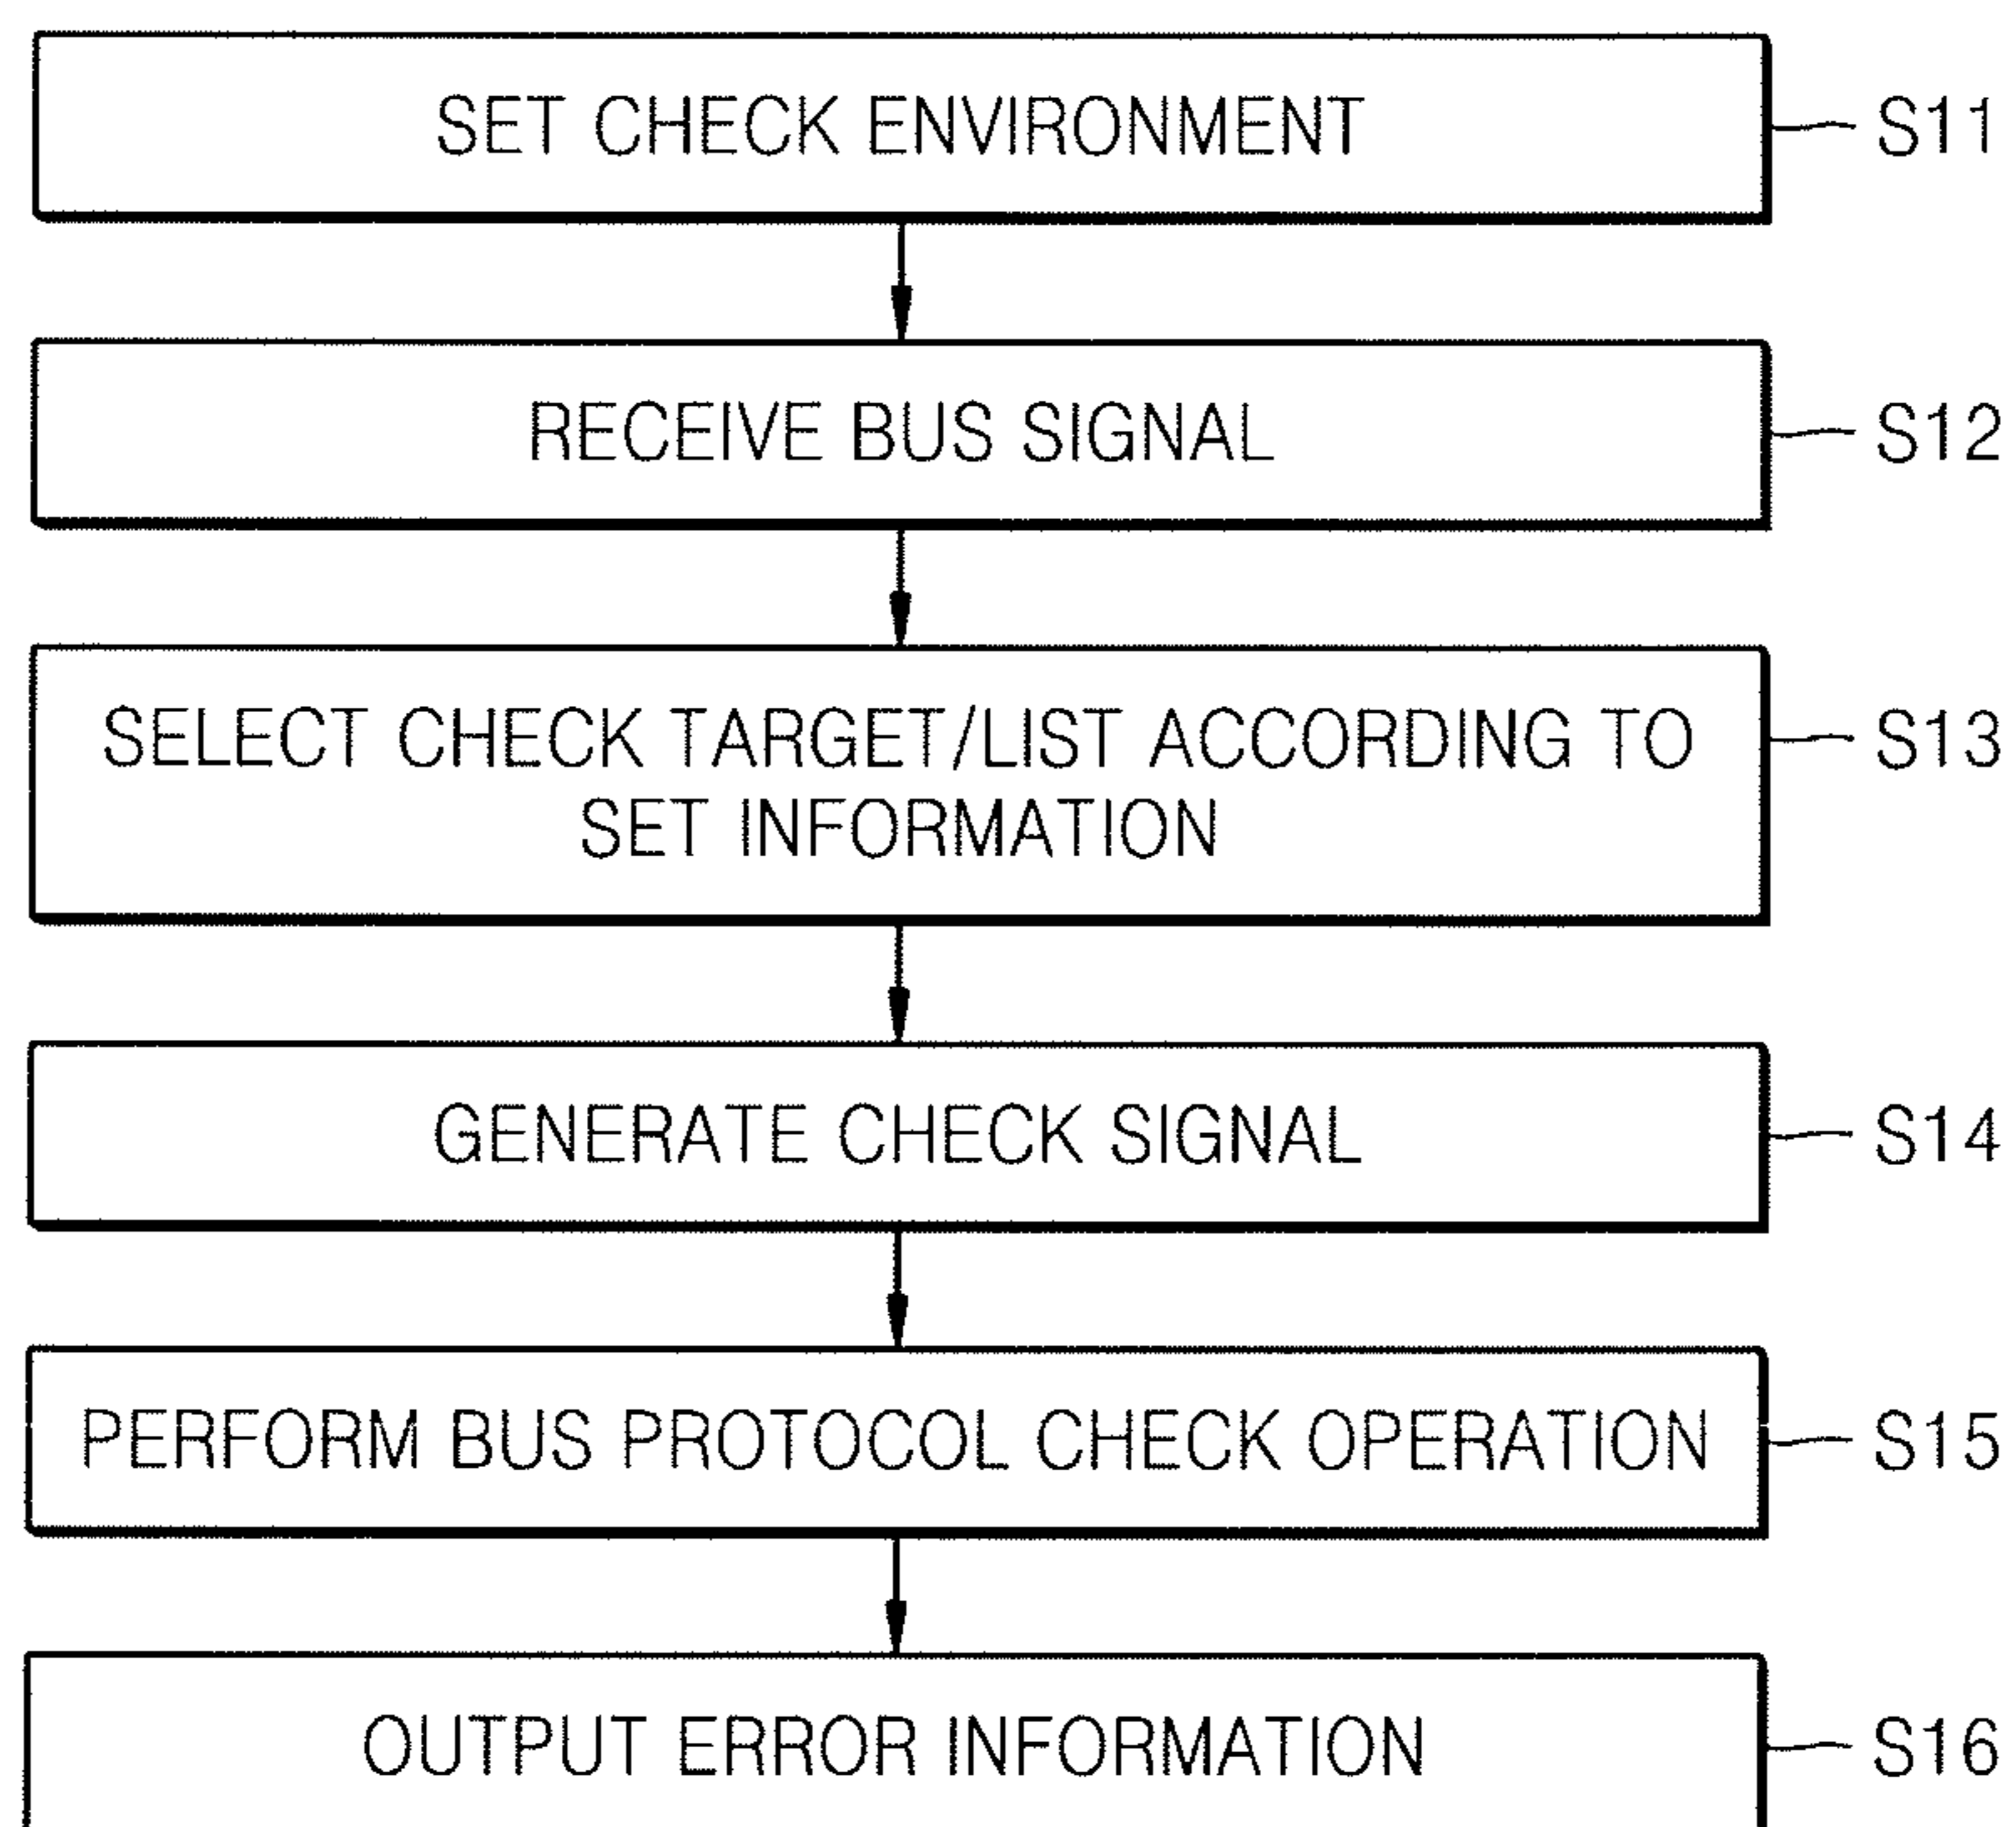 SET CHECK ENVIRONMENT
S11
RECEIVE BUS SIGNAL
S12
SELECT CHECK TARGET/LIST ACCORDING TO
SET INFORMATION
S13
GENERATE CHECK SIGNAL
S14
PERFORM BUS PROTOCOL CHECK OPERATION
S15
OUTPUT ERROR INFORMATION
S16